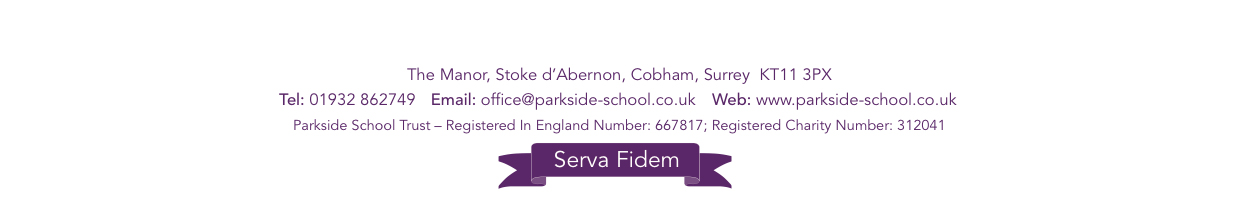 The Manor, Stoke d’Abernon, Cobham, Surrey  KT11 3PX
Tel: 01932 862749   Email: office@parkside-school.co.uk   Web: www.parkside-school.co.uk
Parkside School Trust – Registered In England Number: 667817; Registered Charity Number: 312041
Serva Fidem